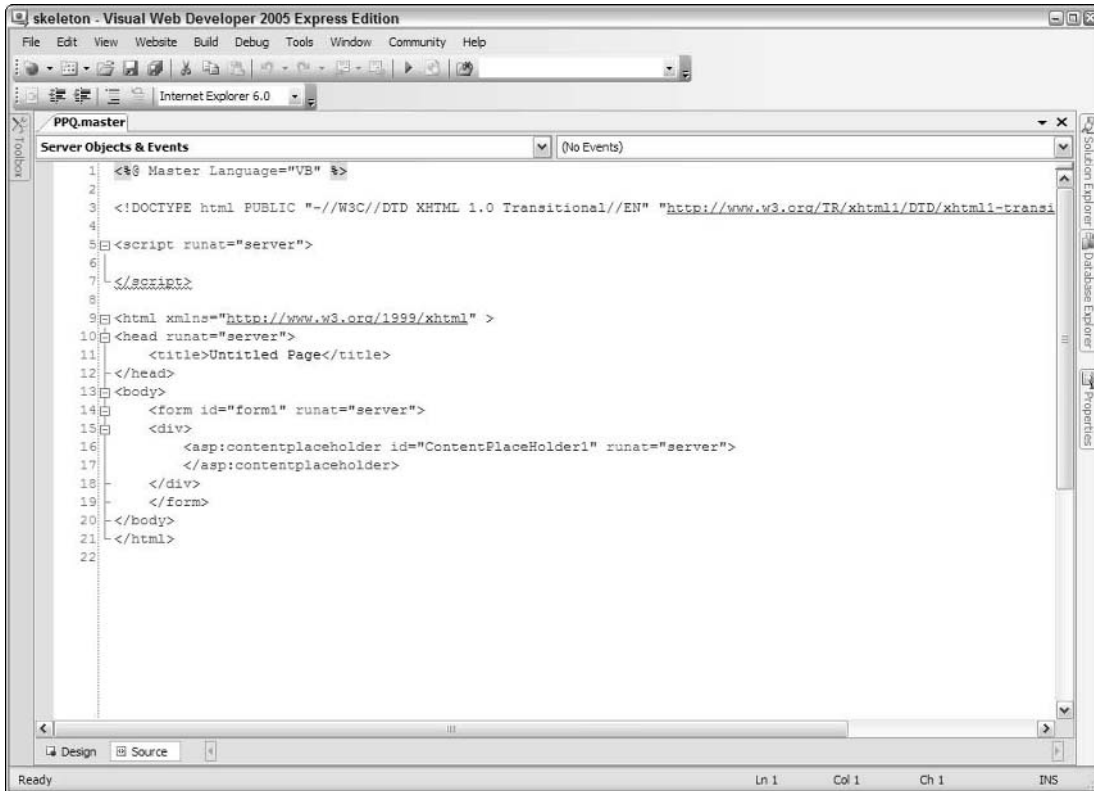 skeleton - Visual Web Developer 2005 Express Edition
File Edit View Website Build Debug Tools Window Community Help
Internet Explorer 6.0
Toolbox
PPQ.master
Server Objects & Events (No Events)
1 <%@ Master Language="VB" %>
2
3 <!DOCTYPE html PUBLIC "-//W3C//DTD XHTML 1.0 Transitional//EN" "http://www.w3.org/TR/xhtml1/DTD/xhtml1-transi
4
5 <script runat="server">
6
7 </script>
8
9 <html xmlns="http://www.w3.org/1999/xhtml" >
10 <head runat="server">
11 <title>Untitled Page</title>
12 </head>
13 <body>
14 <form id="form1" runat="server">
15 <div>
16 <asp:contentplaceholder id="ContentPlaceHolder1" runat="server">
17 </asp:contentplaceholder>
18 </div>
19 </form>
20 </body>
21 </html>
22
Solution Explorer
Database Explorer
Properties
Design Source
Ready Ln 1 Col 1 Ch 1 INS